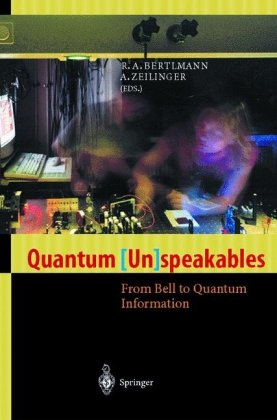 R. A. BERTLMANN
A. ZEILINGER
(EDS.)
Quantum [Un]speakables
From Bell to Quantum
Information
Springer